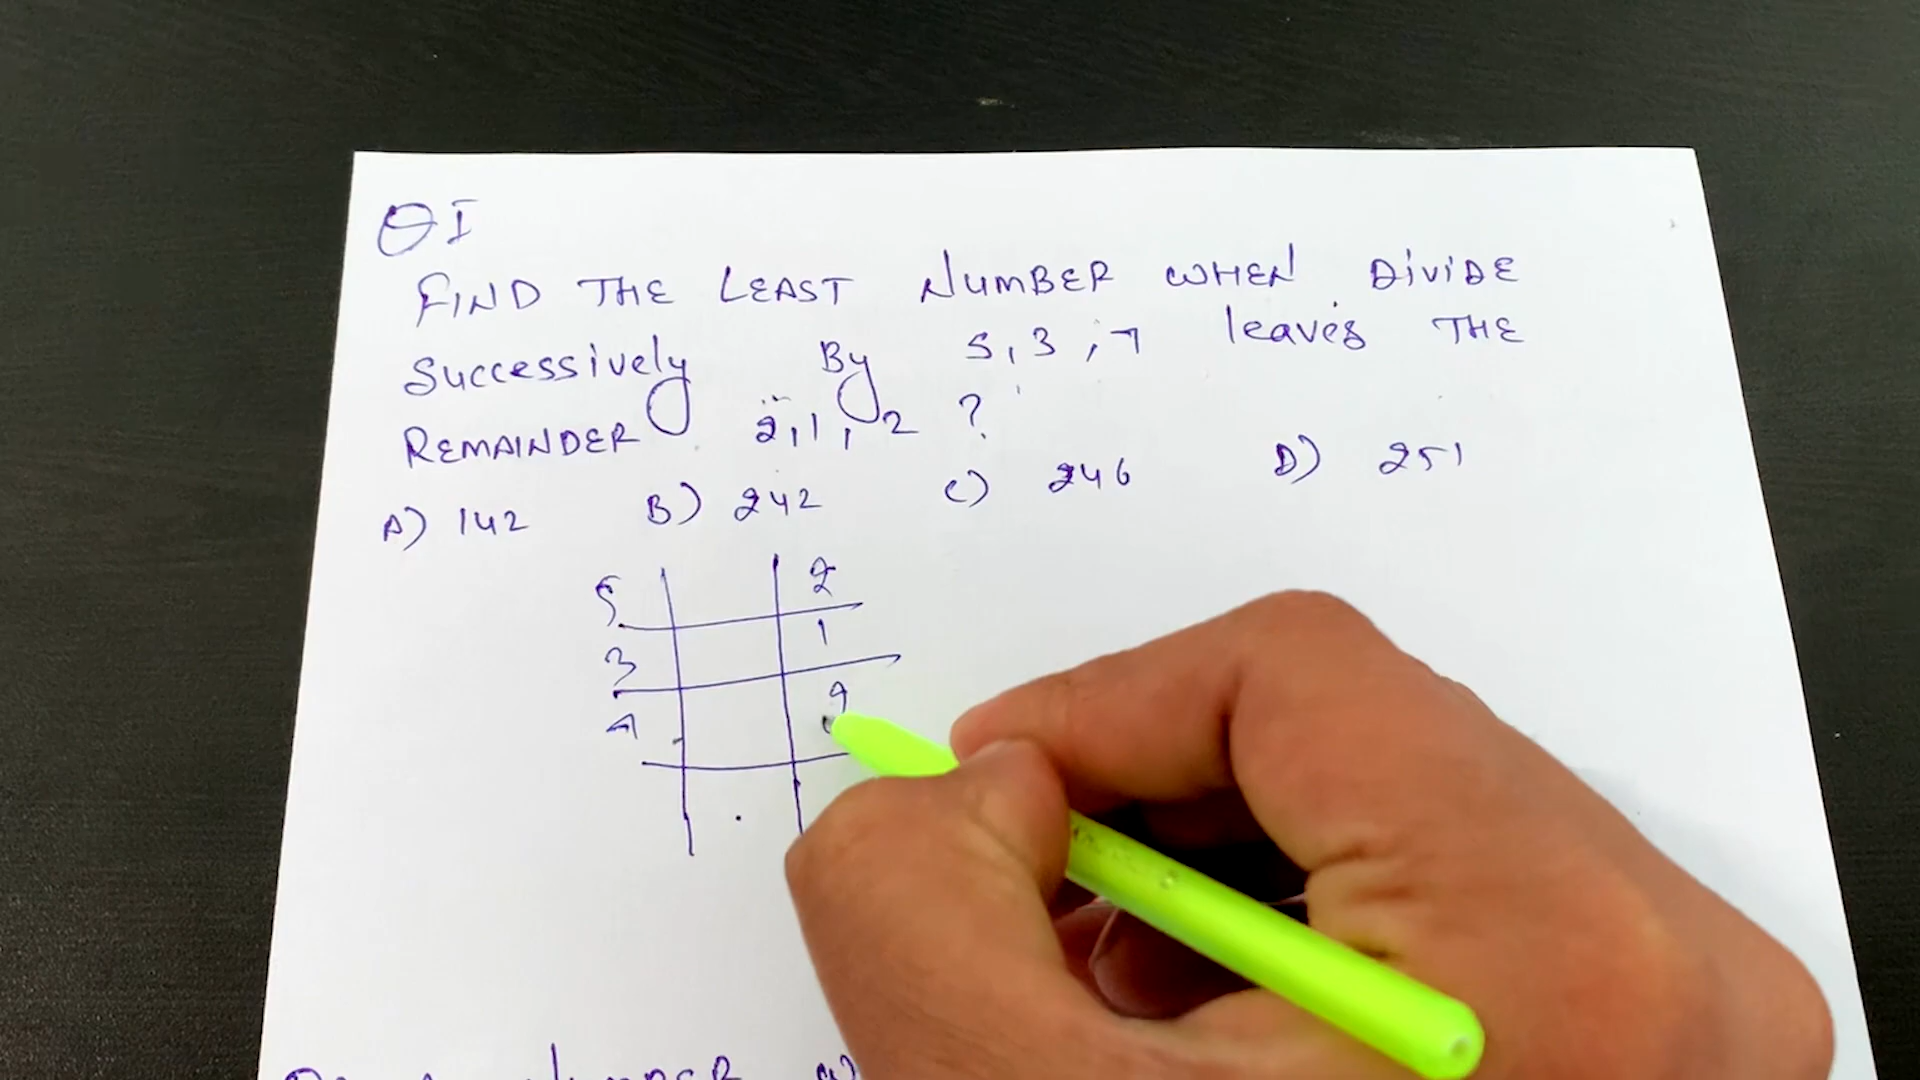 Q1
FIND THE LEAST NUMBER WHEN DIVIDE
SUCCESSIVELY By 5, 3, 7 leaves THE
REMAINDER 2, 1, 2 ?
A) 142 B) 242 C) 246 D) 251
5 2
3 1
7 2